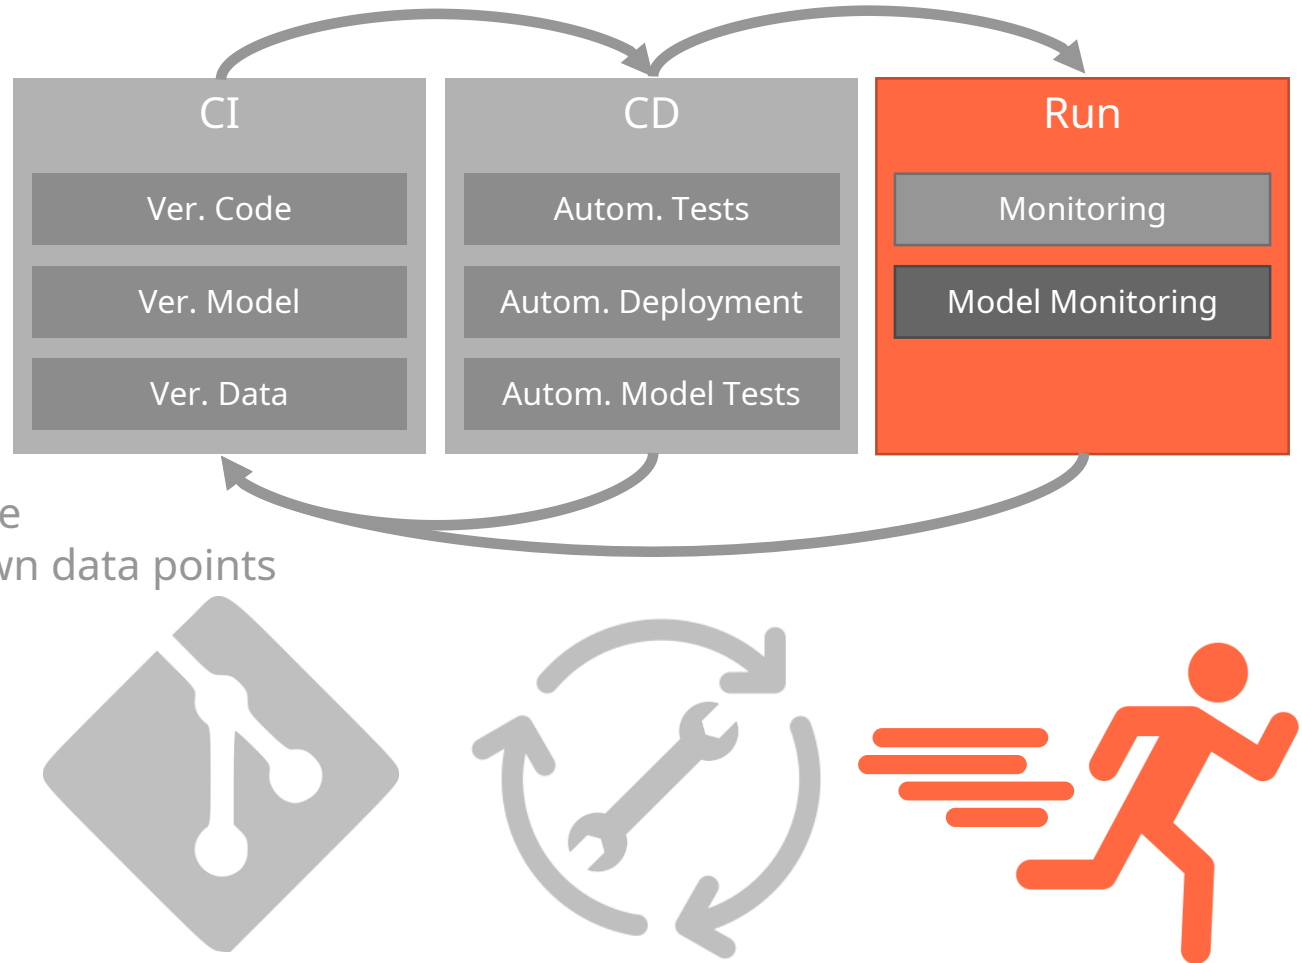 CI
Ver. Code
Ver. Model
Ver. Data
CD
Autom. Tests
Autom. Deployment
Autom. Model Tests
Run
Monitoring
Model Monitoring
e
wn data points